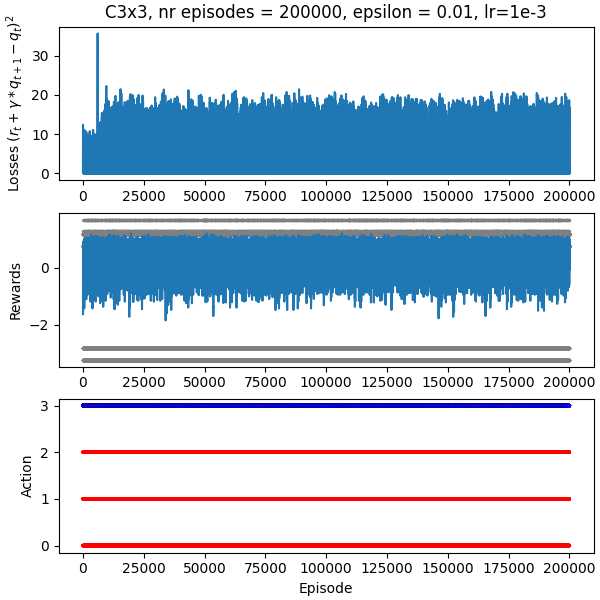 C3x3, nr episodes = 200000, epsilon = 0.01, lr=1e-3
Losses $(r_t + \gamma * q_{t+1} - q_t)^2$
30
20
10
0
0 25000 50000 75000 100000 125000 150000 175000 200000
Rewards
0
−2
0 25000 50000 75000 100000 125000 150000 175000 200000
Action
3
2
1
0
0 25000 50000 75000 100000 125000 150000 175000 200000
Episode